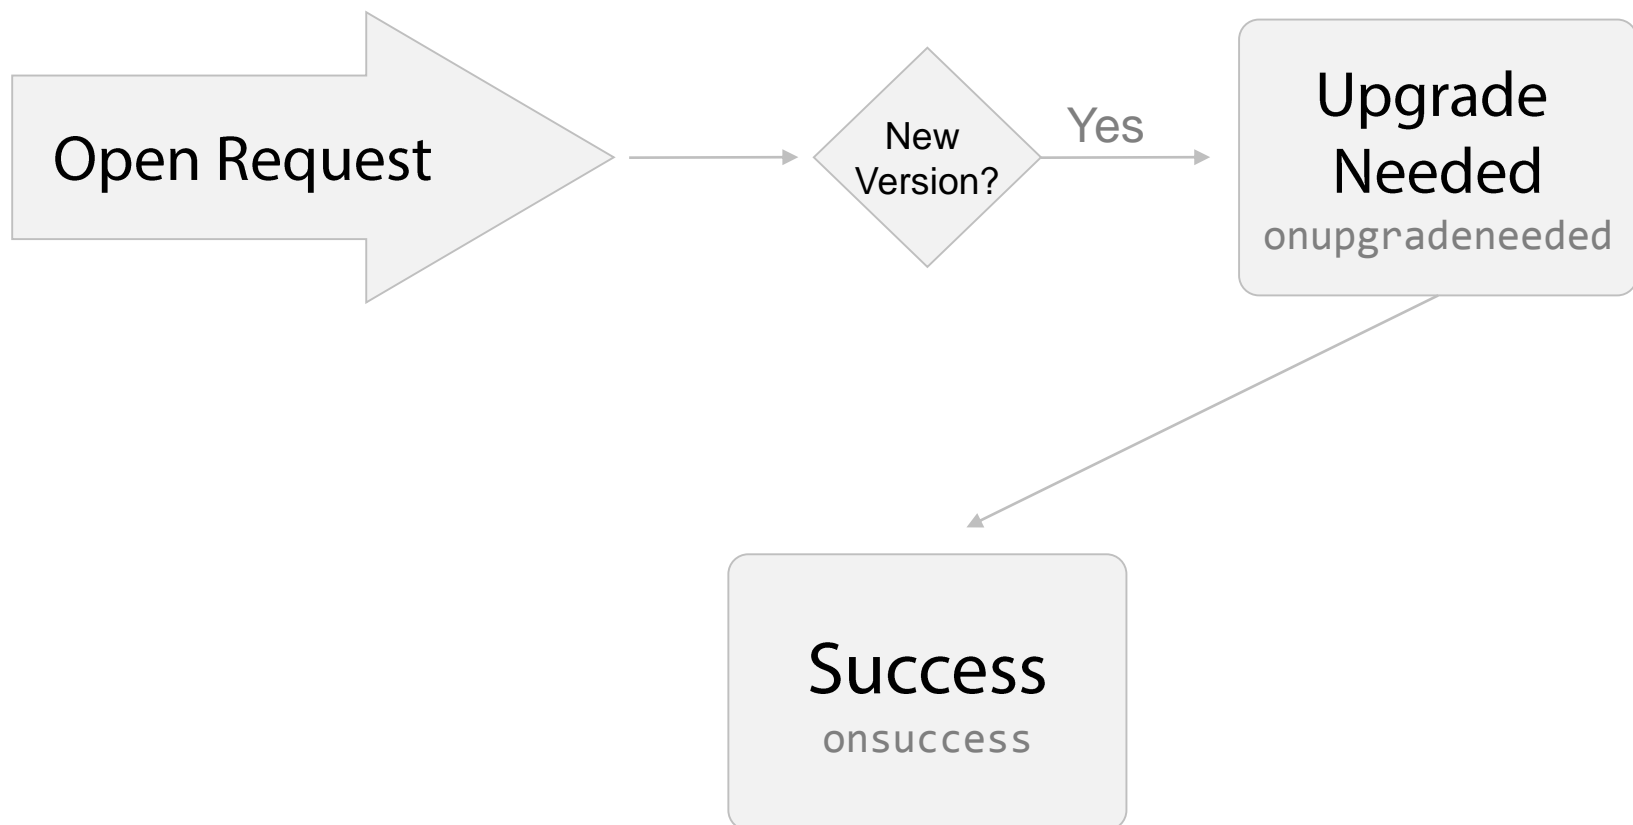 Open Request
New
Version?
Yes
Upgrade
Needed
onupgradeneeded
Success
onsuccess